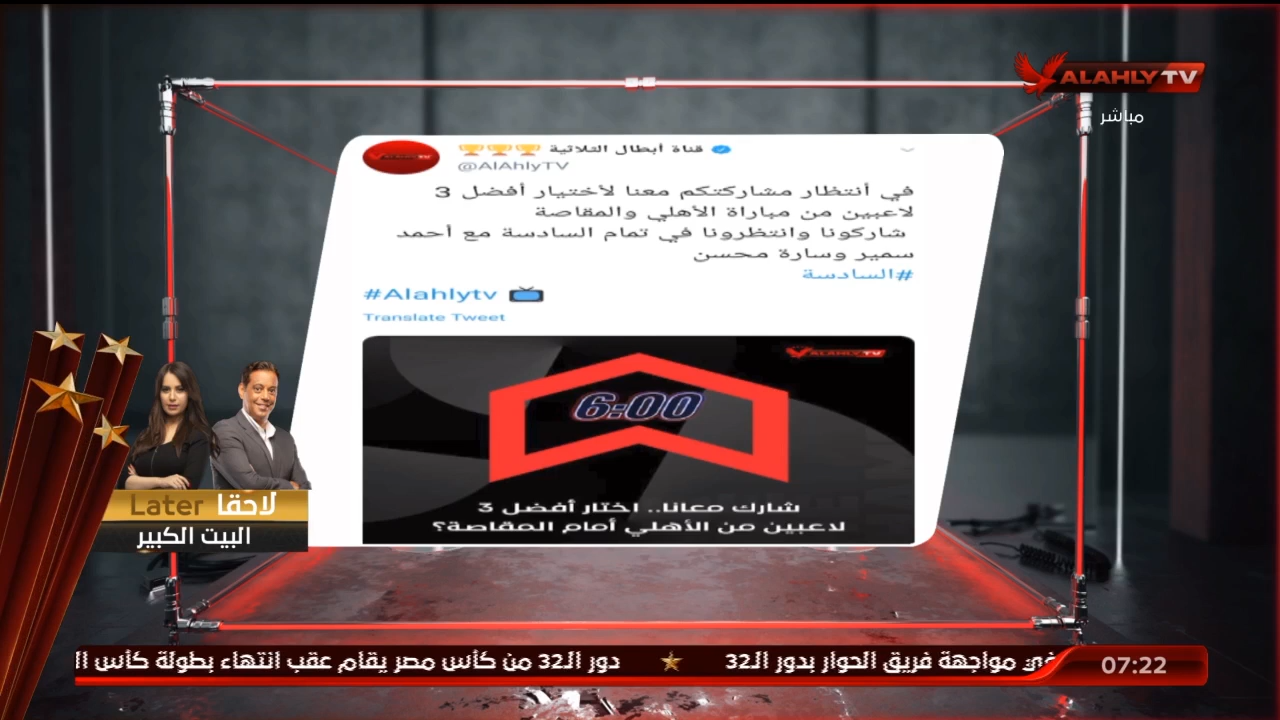 ALAHLY TV
مباشر
قناة أبطال الثلاثية 🏆🏆🏆
@AlAhlyTV
في أنتظار مشاركتكم معنا لأختيار أفضل 3
لاعبين من مباراة الأهلي والمقاصة
شاركونا وانتظرونا في تمام السادسة مع أحمد
سمير وسارة محسن
#السادسة
#Alahlytv 📺
Translate Tweet
ALAHLY TV
6:00
شارك معانا.. اختار أفضل 3
لاعبين من الأهلي أمام المقاصة؟
لاحقا Later
البيت الكبير
في مواجهة فريق الحوار بدور الـ32 ★ دور الـ32 من كأس مصر يقام عقب انتهاء بطولة كأس ال
07:22